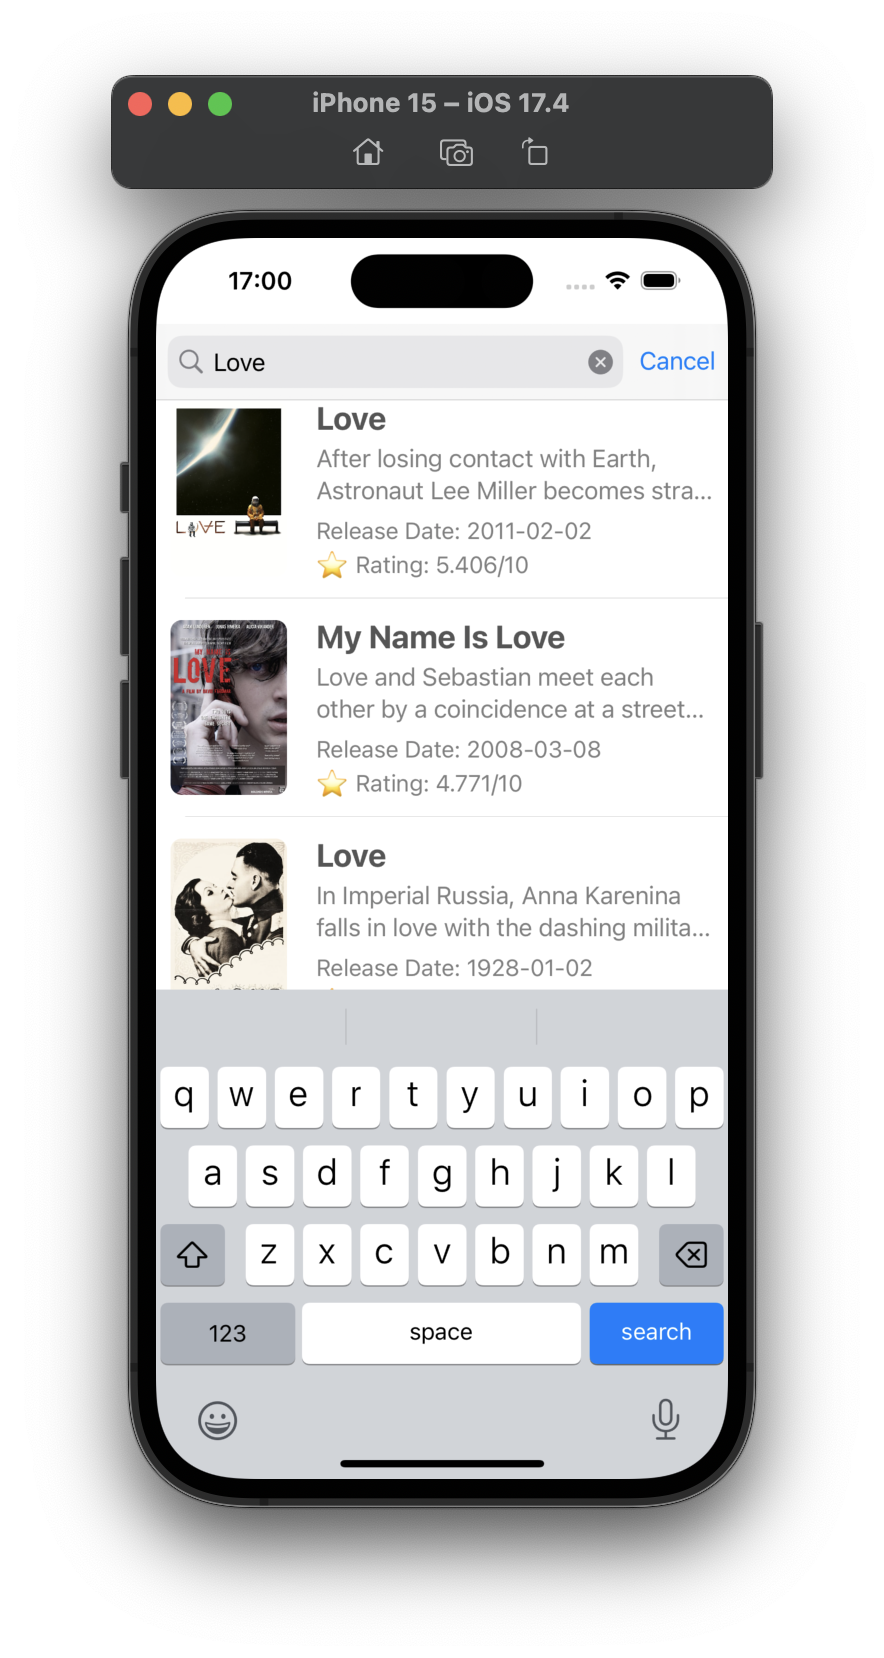 iPhone 15 – iOS 17.4
17:00
Love
Cancel
Love
After losing contact with Earth,
Astronaut Lee Miller becomes stra...
Release Date: 2011-02-02
⭐ Rating: 5.406/10
LOVE
My Name Is Love
Love and Sebastian meet each
other by a coincidence at a street...
Release Date: 2008-03-08
⭐ Rating: 4.771/10
LOVE
Love
In Imperial Russia, Anna Karenina
falls in love with the dashing milita...
Release Date: 1928-01-02
q w e r t y u i o p
a s d f g h j k l
z x c v b n m
123 space search